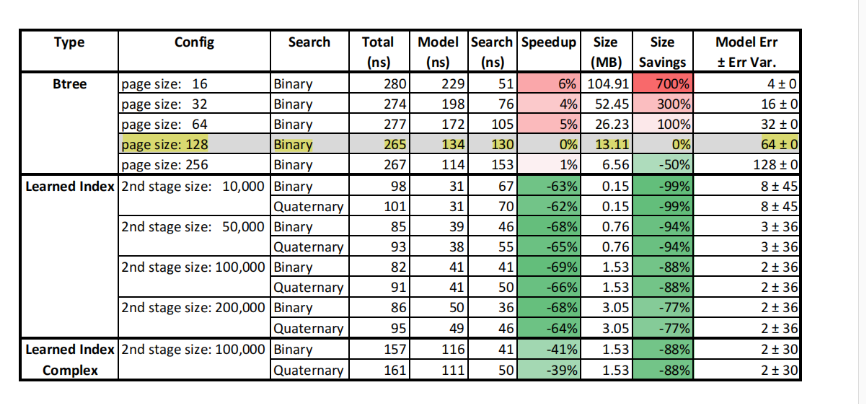 Type Config Search Total Model Search Speedup Size Size Model Err
(ns) (ns) (ns) (MB) Savings ± Err Var.
Btree page size: 16 Binary 280 229 51 6% 104.91 700% 4 ± 0
page size: 32 Binary 274 198 76 4% 52.45 300% 16 ± 0
page size: 64 Binary 277 172 105 5% 26.23 100% 32 ± 0
page size: 128 Binary 265 134 130 0% 13.11 0% 64 ± 0
page size: 256 Binary 267 114 153 1% 6.56 -50% 128 ± 0
Learned Index 2nd stage size: 10,000 Binary 98 31 67 -63% 0.15 -99% 8 ± 45
Quaternary 101 31 70 -62% 0.15 -99% 8 ± 45
2nd stage size: 50,000 Binary 85 39 46 -68% 0.76 -94% 3 ± 36
Quaternary 93 38 55 -65% 0.76 -94% 3 ± 36
2nd stage size: 100,000 Binary 82 41 41 -69% 1.53 -88% 2 ± 36
Quaternary 91 41 50 -66% 1.53 -88% 2 ± 36
2nd stage size: 200,000 Binary 86 50 36 -68% 3.05 -77% 2 ± 36
Quaternary 95 49 46 -64% 3.05 -77% 2 ± 36
Learned Index 2nd stage size: 100,000 Binary 157 116 41 -41% 1.53 -88% 2 ± 30
Complex Quaternary 161 111 50 -39% 1.53 -88% 2 ± 30